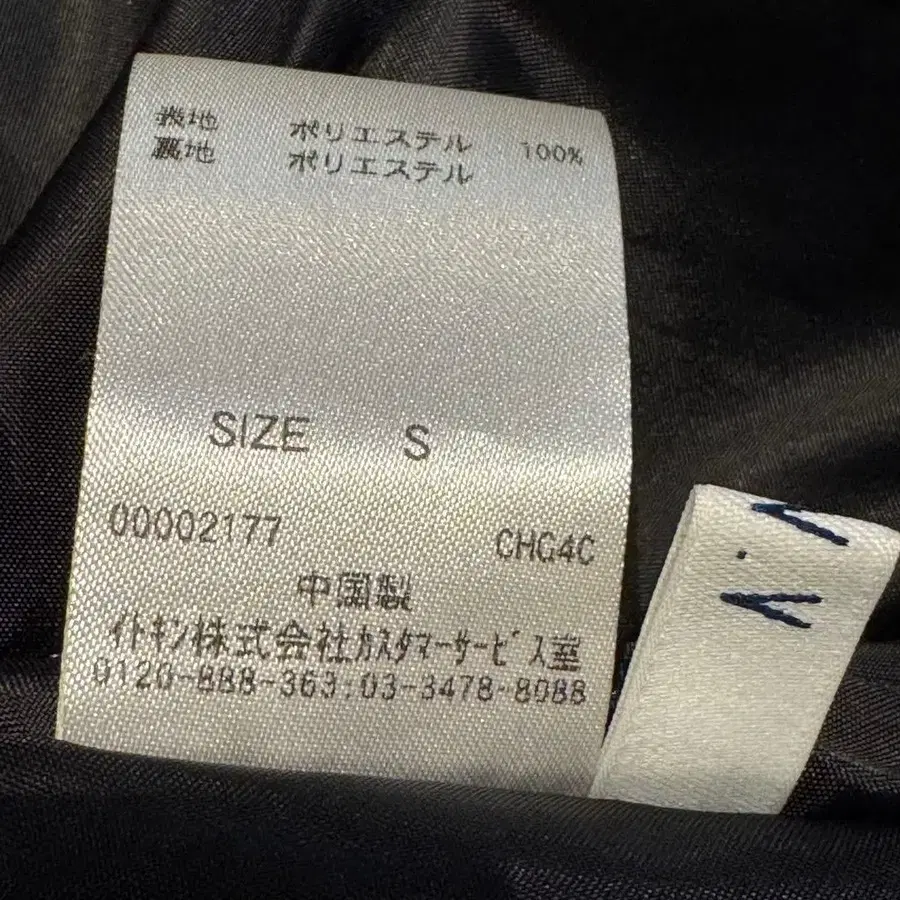 表地 ポリエステル 100%
裏地 ポリエステル
SIZE S
00002177 CHG4C
中国製
イトキン株式会社カスタマーサービス室
0120-888-363:03-3478-8088